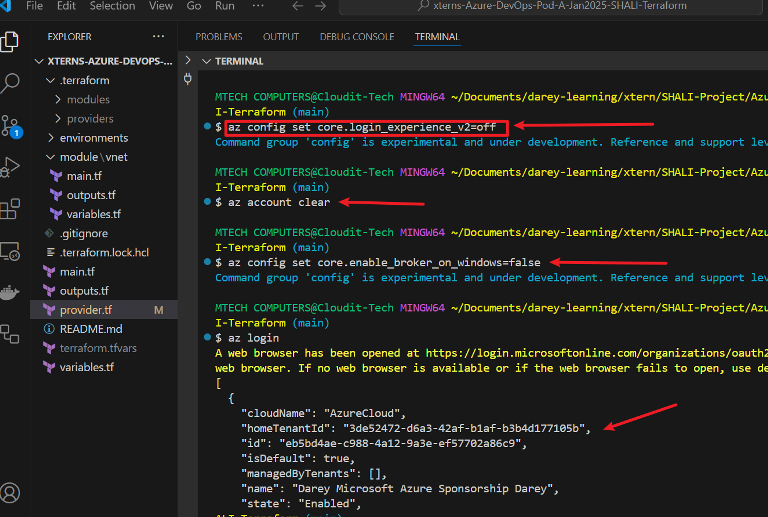 File Edit Selection View Go Run ··· xterns-Azure-DevOps-Pod-A-Jan2025-SHALI-Terraform
EXPLORER ···
PROBLEMS OUTPUT DEBUG CONSOLE TERMINAL
XTERNS-AZURE-DEVOPS-...
.terraform
modules
providers
environments
module\vnet
main.tf
outputs.tf
variables.tf
.gitignore
.terraform.lock.hcl
main.tf
outputs.tf
provider.tf M
README.md
terraform.tfvars
variables.tf
1
TERMINAL
MTECH COMPUTERS@Cloudit-Tech MINGW64 ~/Documents/darey-learning/xtern/SHALI-Project/Az
I-Terraform (main)
$ az config set core.login_experience_v2=off
Command group 'config' is experimental and under development. Reference and support lev
MTECH COMPUTERS@Cloudit-Tech MINGW64 ~/Documents/darey-learning/xtern/SHALI-Project/Az
I-Terraform (main)
$ az account clear
MTECH COMPUTERS@Cloudit-Tech MINGW64 ~/Documents/darey-learning/xtern/SHALI-Project/Az
I-Terraform (main)
$ az config set core.enable_broker_on_windows=false
Command group 'config' is experimental and under development. Reference and support lev
MTECH COMPUTERS@Cloudit-Tech MINGW64 ~/Documents/darey-learning/xtern/SHALI-Project/Az
I-Terraform (main)
$ az login
A web browser has been opened at https://login.microsoftonline.com/organizations/oauth2
web browser. If no web browser is available or if the web browser fails to open, use de
[
{
"cloudName": "AzureCloud",
"homeTenantId": "3de52472-d6a3-42af-b1af-b3b4d177105b",
"id": "eb5bd4ae-c988-4a12-9a3e-ef57702a86c9",
"isDefault": true,
"managedByTenants": [],
"name": "Darey Microsoft Azure Sponsorship Darey",
"state": "Enabled",